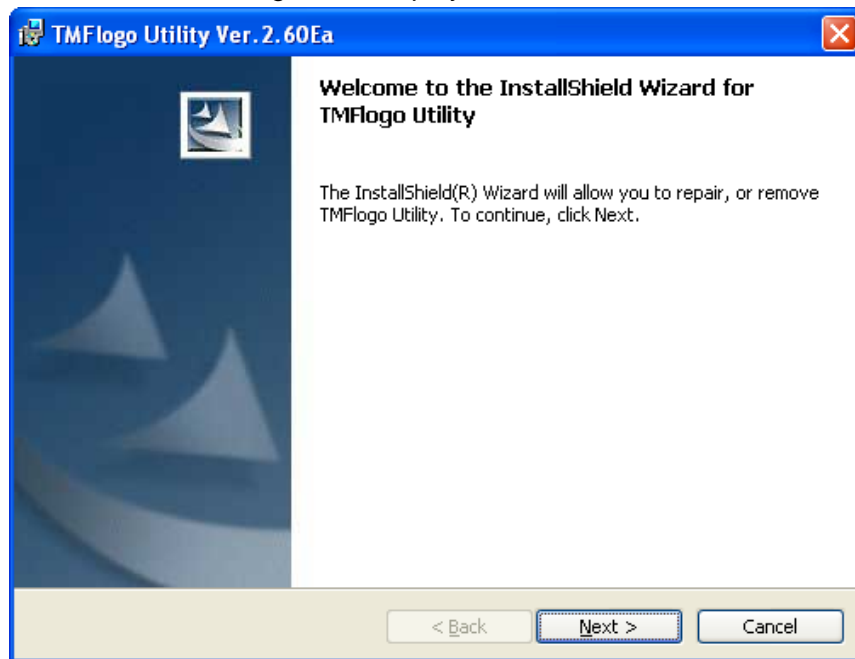 TMFlogo Utility Ver.2.60Ea
Welcome to the InstallShield Wizard for
TMFlogo Utility
The InstallShield(R) Wizard will allow you to repair, or remove
TMFlogo Utility. To continue, click Next.
< Back Next > Cancel